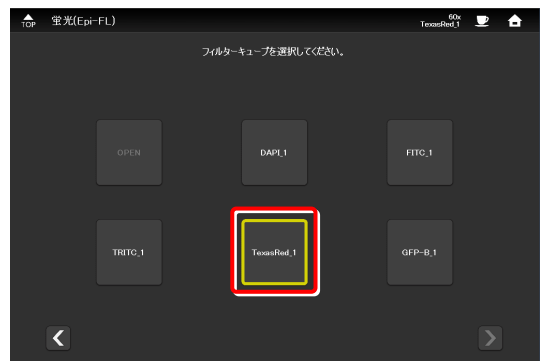 TOP 蛍光(Epi-FL) 60x
TexasRed_1
フィルターキューブを選択してください。
OPEN DAPI_1 FITC_1
TRITC_1 TexasRed_1 GFP-B_1